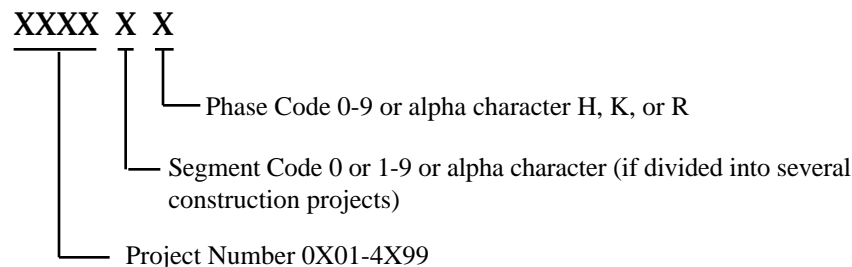 XXXX X X
Phase Code 0-9 or alpha character H, K, or R
Segment Code 0 or 1-9 or alpha character (if divided into several
construction projects)
Project Number 0X01-4X99